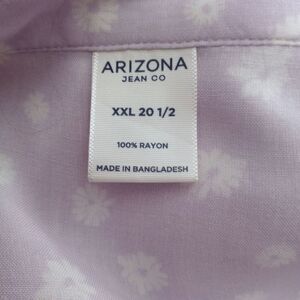 ARIZONA
JEAN CO
XXL 20 1/2
100% RAYON
MADE IN BANGLADESH